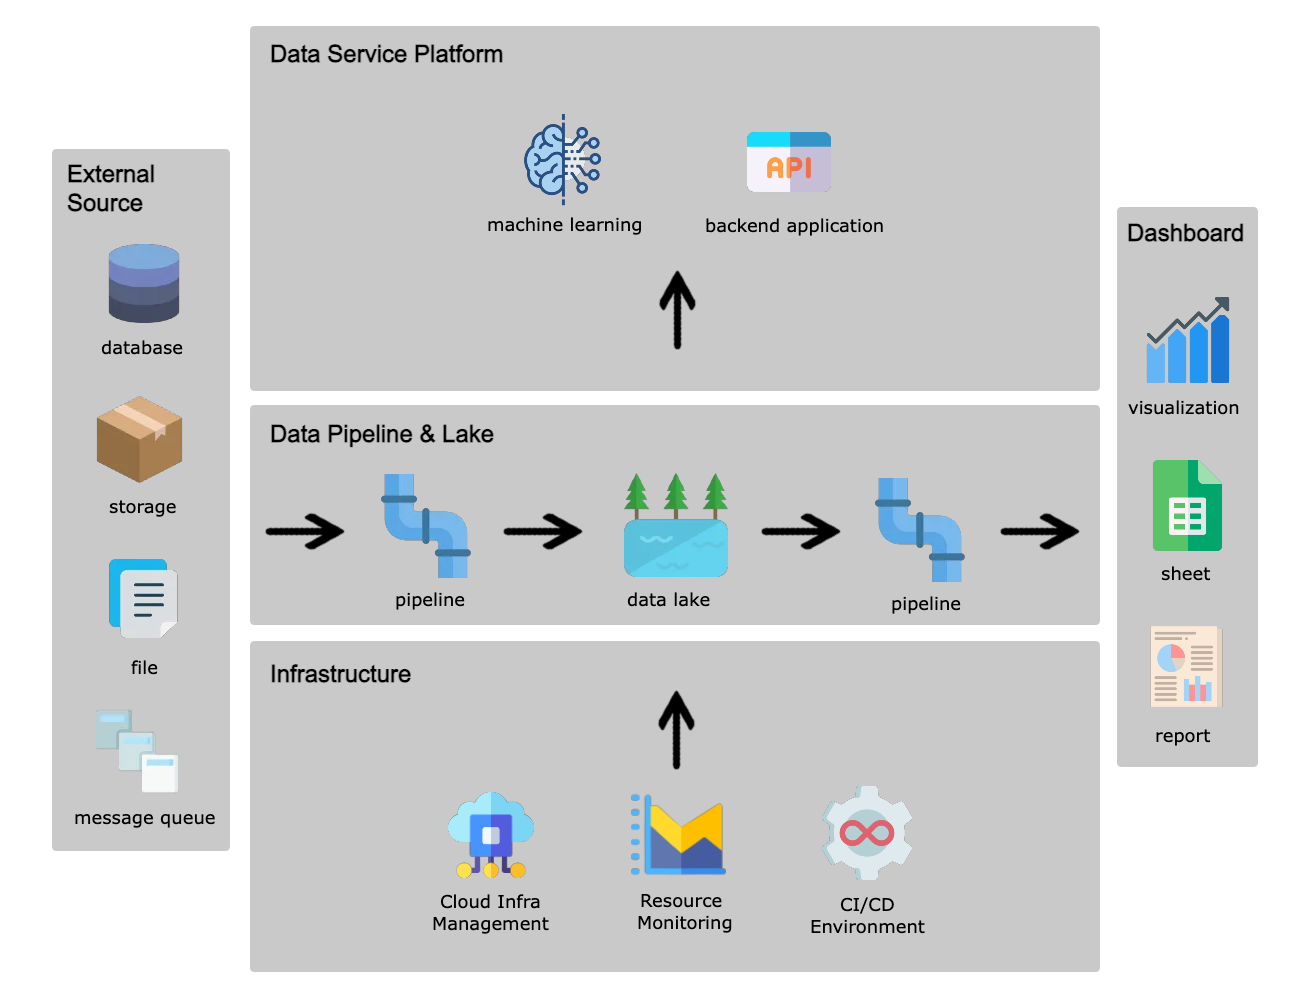 Data Service Platform
API
machine learning
backend application
External
Source
database
storage
file
message queue
Data Pipeline & Lake
pipeline
data lake
pipeline
Infrastructure
Cloud Infra
Management
Resource
Monitoring
CI/CD
Environment
Dashboard
visualization
sheet
report